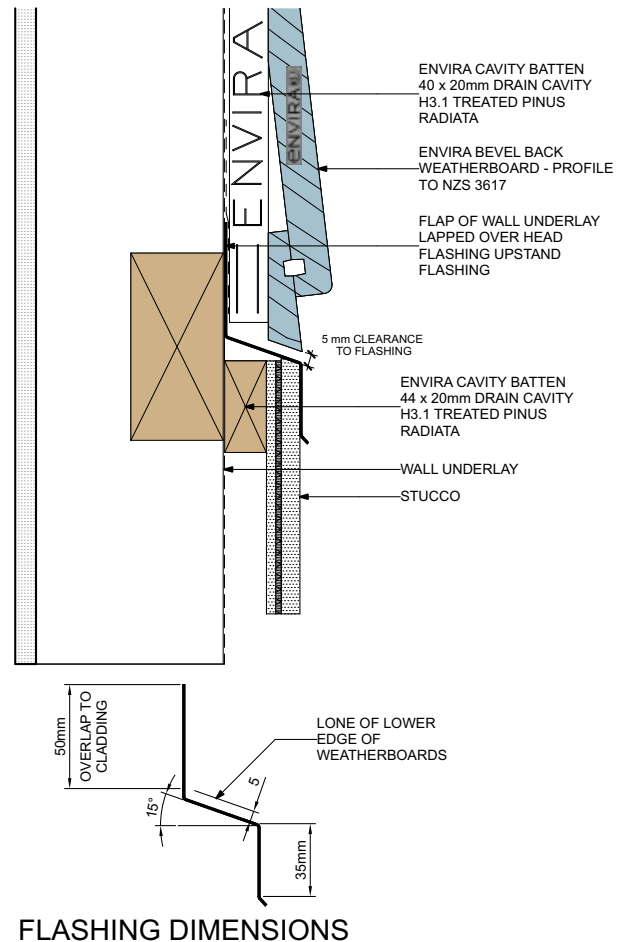 ENVIRA
ENVIRA
ENVIRA CAVITY BATTEN
40 x 20mm DRAIN CAVITY
H3.1 TREATED PINUS
RADIATA
ENVIRA BEVEL BACK
WEATHERBOARD - PROFILE
TO NZS 3617
FLAP OF WALL UNDERLAY
LAPPED OVER HEAD
FLASHING UPSTAND
FLASHING
5 mm CLEARANCE
TO FLASHING
ENVIRA CAVITY BATTEN
44 x 20mm DRAIN CAVITY
H3.1 TREATED PINUS
RADIATA
WALL UNDERLAY
STUCCO
50mm
OVERLAP TO
CLADDING
LONE OF LOWER
EDGE OF
WEATHERBOARDS
5
15°
35mm
FLASHING DIMENSIONS